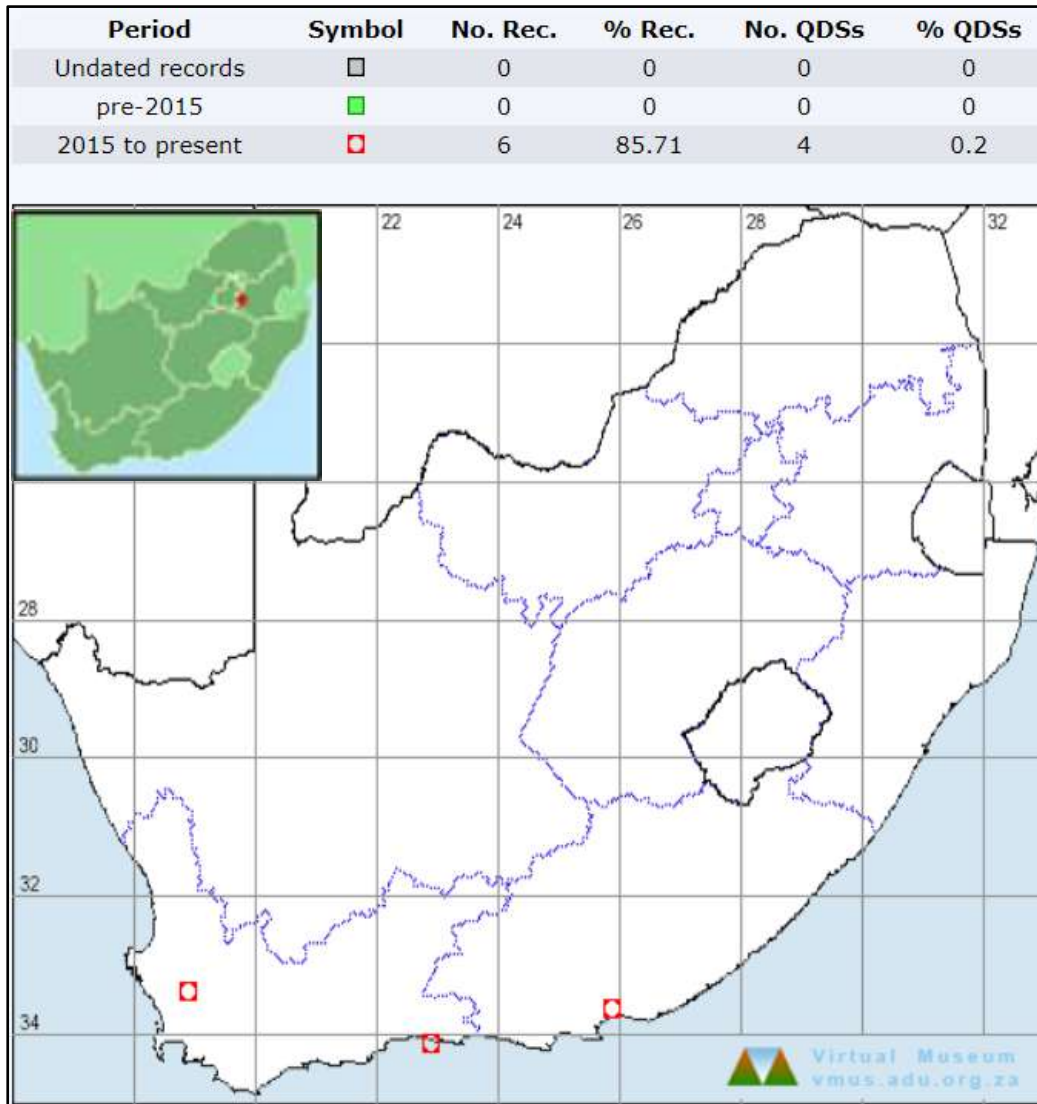 Period Symbol No. Rec. % Rec. No. QDSs % QDSs
Undated records 0 0 0 0
pre-2015 0 0 0 0
2015 to present 6 85.71 4 0.2
22 24 26 28 32
28
30
32
34
Virtual Museum
vmus.adu.org.za